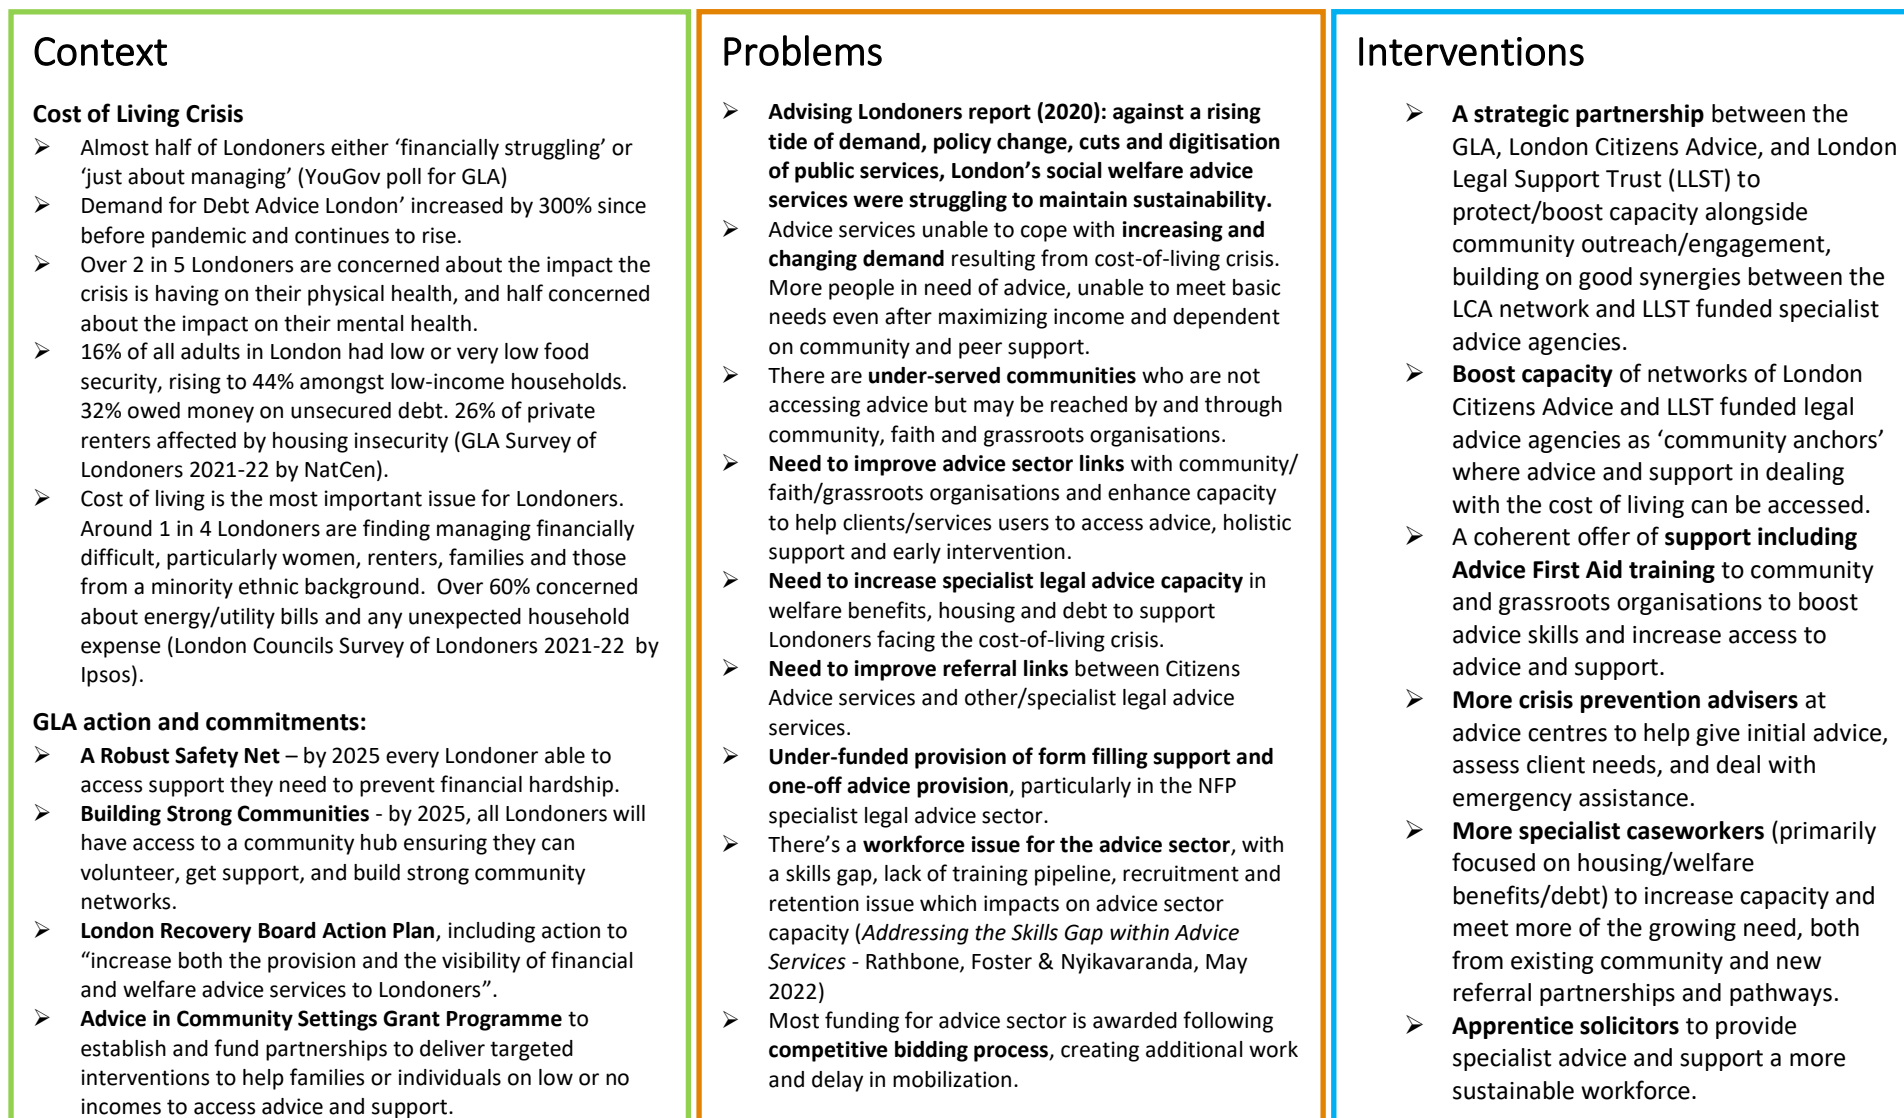 Context
Cost of Living Crisis
➢ Almost half of Londoners either ‘financially struggling’ or
‘just about managing’ (YouGov poll for GLA)
➢ Demand for Debt Advice London’ increased by 300% since
before pandemic and continues to rise.
➢ Over 2 in 5 Londoners are concerned about the impact the
crisis is having on their physical health, and half concerned
about the impact on their mental health.
➢ 16% of all adults in London had low or very low food
security, rising to 44% amongst low-income households.
32% owed money on unsecured debt. 26% of private
renters affected by housing insecurity (GLA Survey of
Londoners 2021-22 by NatCen).
➢ Cost of living is the most important issue for Londoners.
Around 1 in 4 Londoners are finding managing financially
difficult, particularly women, renters, families and those
from a minority ethnic background.  Over 60% concerned
about energy/utility bills and any unexpected household
expense (London Councils Survey of Londoners 2021-22  by
Ipsos).
GLA action and commitments:
➢ A Robust Safety Net – by 2025 every Londoner able to
access support they need to prevent financial hardship.
➢ Building Strong Communities - by 2025, all Londoners will
have access to a community hub ensuring they can
volunteer, get support, and build strong community
networks.
➢ London Recovery Board Action Plan, including action to
“increase both the provision and the visibility of financial
and welfare advice services to Londoners”.
➢ Advice in Community Settings Grant Programme to
establish and fund partnerships to deliver targeted
interventions to help families or individuals on low or no
incomes to access advice and support.
Problems
➢ Advising Londoners report (2020): against a rising
tide of demand, policy change, cuts and digitisation
of public services, London’s social welfare advice
services were struggling to maintain sustainability.
➢ Advice services unable to cope with increasing and
changing demand resulting from cost-of-living crisis.
More people in need of advice, unable to meet basic
needs even after maximizing income and dependent
on community and peer support.
➢ There are under-served communities who are not
accessing advice but may be reached by and through
community, faith and grassroots organisations.
➢ Need to improve advice sector links with community/
faith/grassroots organisations and enhance capacity
to help clients/services users to access advice, holistic
support and early intervention.
➢ Need to increase specialist legal advice capacity in
welfare benefits, housing and debt to support
Londoners facing the cost-of-living crisis.
➢ Need to improve referral links between Citizens
Advice services and other/specialist legal advice
services.
➢ Under-funded provision of form filling support and
one-off advice provision, particularly in the NFP
specialist legal advice sector.
➢ There’s a workforce issue for the advice sector, with
a skills gap, lack of training pipeline, recruitment and
retention issue which impacts on advice sector
capacity (Addressing the Skills Gap within Advice
Services - Rathbone, Foster & Nyikavaranda, May
2022)
➢ Most funding for advice sector is awarded following
competitive bidding process, creating additional work
and delay in mobilization.
Interventions
➢ A strategic partnership between the
GLA, London Citizens Advice, and London
Legal Support Trust (LLST) to
protect/boost capacity alongside
community outreach/engagement,
building on good synergies between the
LCA network and LLST funded specialist
advice agencies.
➢ Boost capacity of networks of London
Citizens Advice and LLST funded legal
advice agencies as ‘community anchors’
where advice and support in dealing
with the cost of living can be accessed.
➢ A coherent offer of support including
Advice First Aid training to community
and grassroots organisations to boost
advice skills and increase access to
advice and support.
➢ More crisis prevention advisers at
advice centres to help give initial advice,
assess client needs, and deal with
emergency assistance.
➢ More specialist caseworkers (primarily
focused on housing/welfare
benefits/debt) to increase capacity and
meet more of the growing need, both
from existing community and new
referral partnerships and pathways.
➢ Apprentice solicitors to provide
specialist advice and support a more
sustainable workforce.